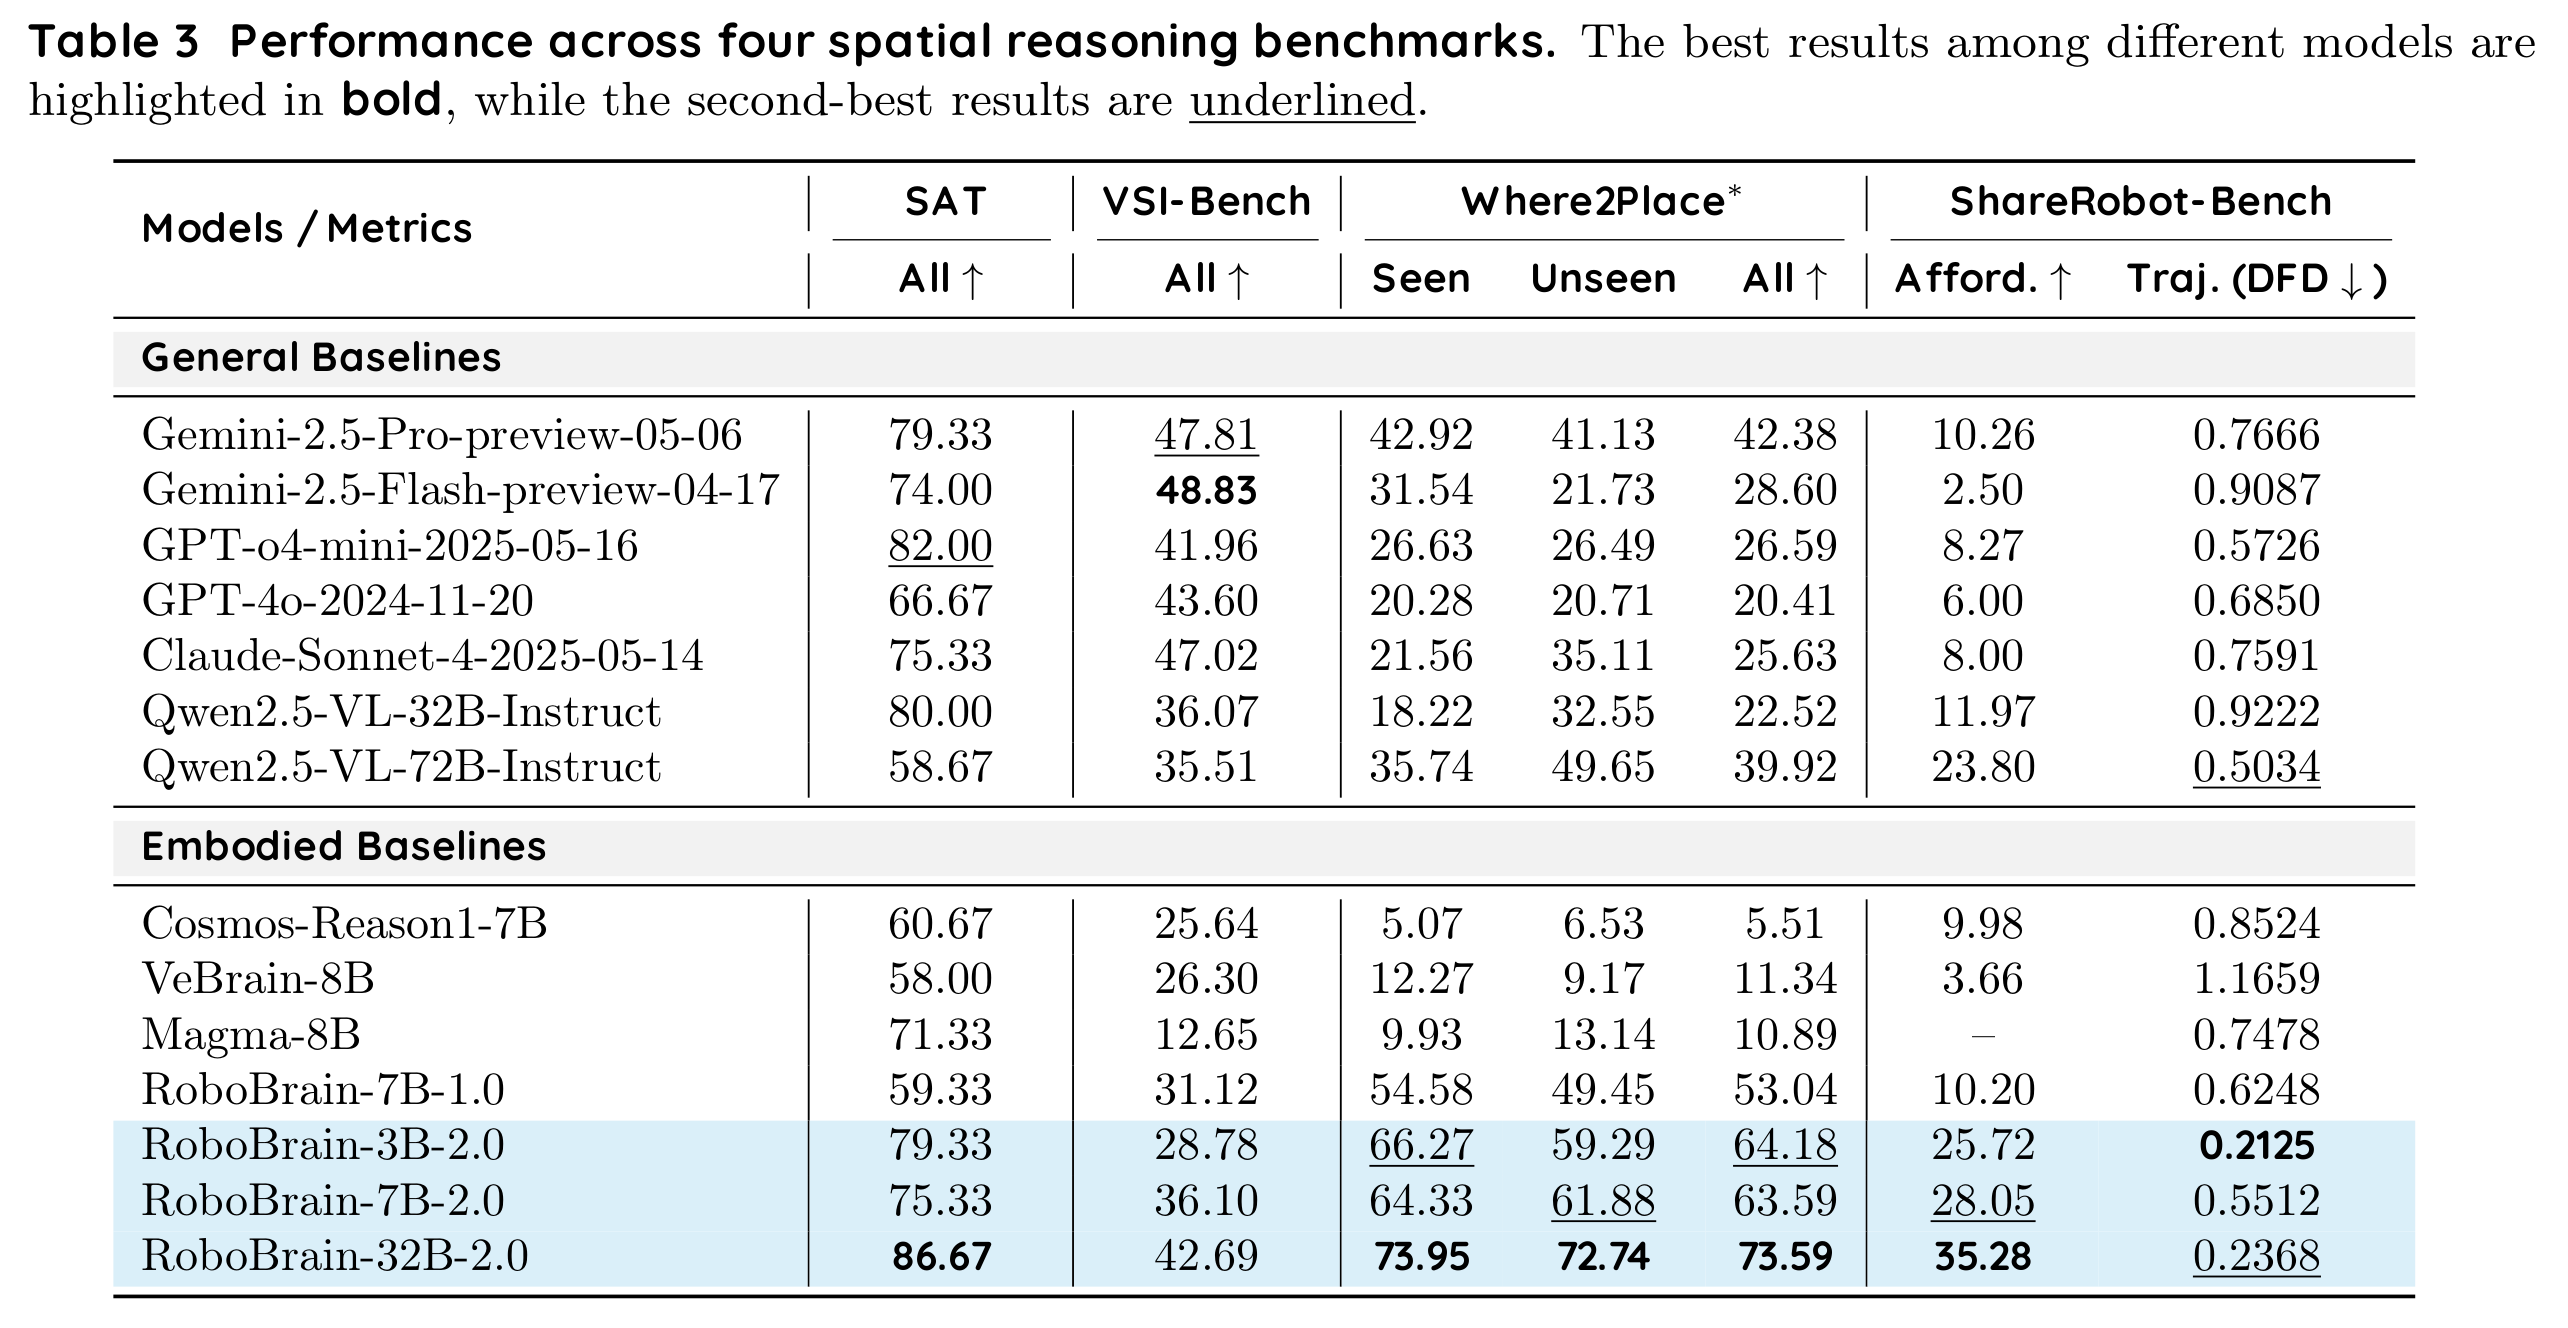 Table 3 Performance across four spatial reasoning benchmarks. The best results among different models are
highlighted in bold, while the second-best results are underlined.
Models / Metrics SAT VSI-Bench Where2Place* ShareRobot-Bench
All ↑ All ↑ Seen Unseen All ↑ Afford. ↑ Traj. (DFD ↓)
General Baselines
Gemini-2.5-Pro-preview-05-06 79.33 47.81 42.92 41.13 42.38 10.26 0.7666
Gemini-2.5-Flash-preview-04-17 74.00 48.83 31.54 21.73 28.60 2.50 0.9087
GPT-o4-mini-2025-05-16 82.00 41.96 26.63 26.49 26.59 8.27 0.5726
GPT-4o-2024-11-20 66.67 43.60 20.28 20.71 20.41 6.00 0.6850
Claude-Sonnet-4-2025-05-14 75.33 47.02 21.56 35.11 25.63 8.00 0.7591
Qwen2.5-VL-32B-Instruct 80.00 36.07 18.22 32.55 22.52 11.97 0.9222
Qwen2.5-VL-72B-Instruct 58.67 35.51 35.74 49.65 39.92 23.80 0.5034
Embodied Baselines
Cosmos-Reason1-7B 60.67 25.64 5.07 6.53 5.51 9.98 0.8524
VeBrain-8B 58.00 26.30 12.27 9.17 11.34 3.66 1.1659
Magma-8B 71.33 12.65 9.93 13.14 10.89 – 0.7478
RoboBrain-7B-1.0 59.33 31.12 54.58 49.45 53.04 10.20 0.6248
RoboBrain-3B-2.0 79.33 28.78 66.27 59.29 64.18 25.72 0.2125
RoboBrain-7B-2.0 75.33 36.10 64.33 61.88 63.59 28.05 0.5512
RoboBrain-32B-2.0 86.67 42.69 73.95 72.74 73.59 35.28 0.2368